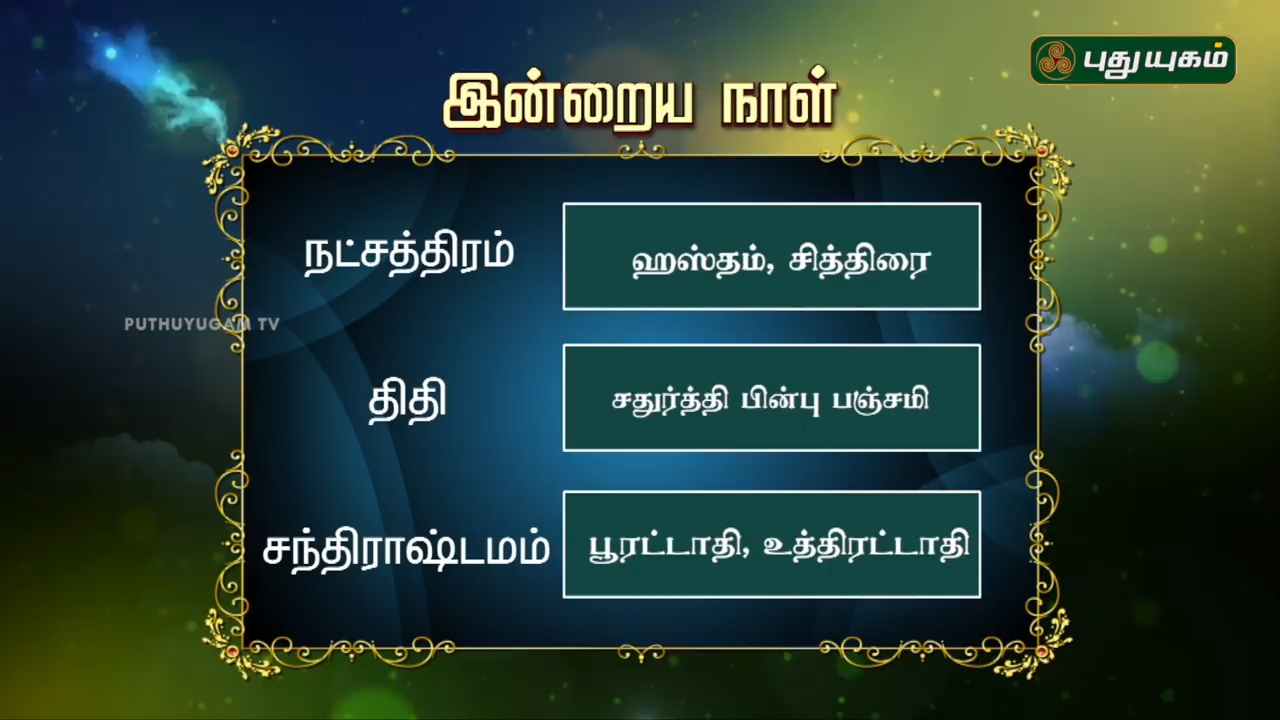 புதுயுகம்
இன்றைய நாள்
நட்சத்திரம் ஹஸ்தம், சித்திரை
PUTHUYUGAM TV
திதி சதுர்த்தி பின்பு பஞ்சமி
சந்திராஷ்டமம் பூரட்டாதி, உத்திரட்டாதி